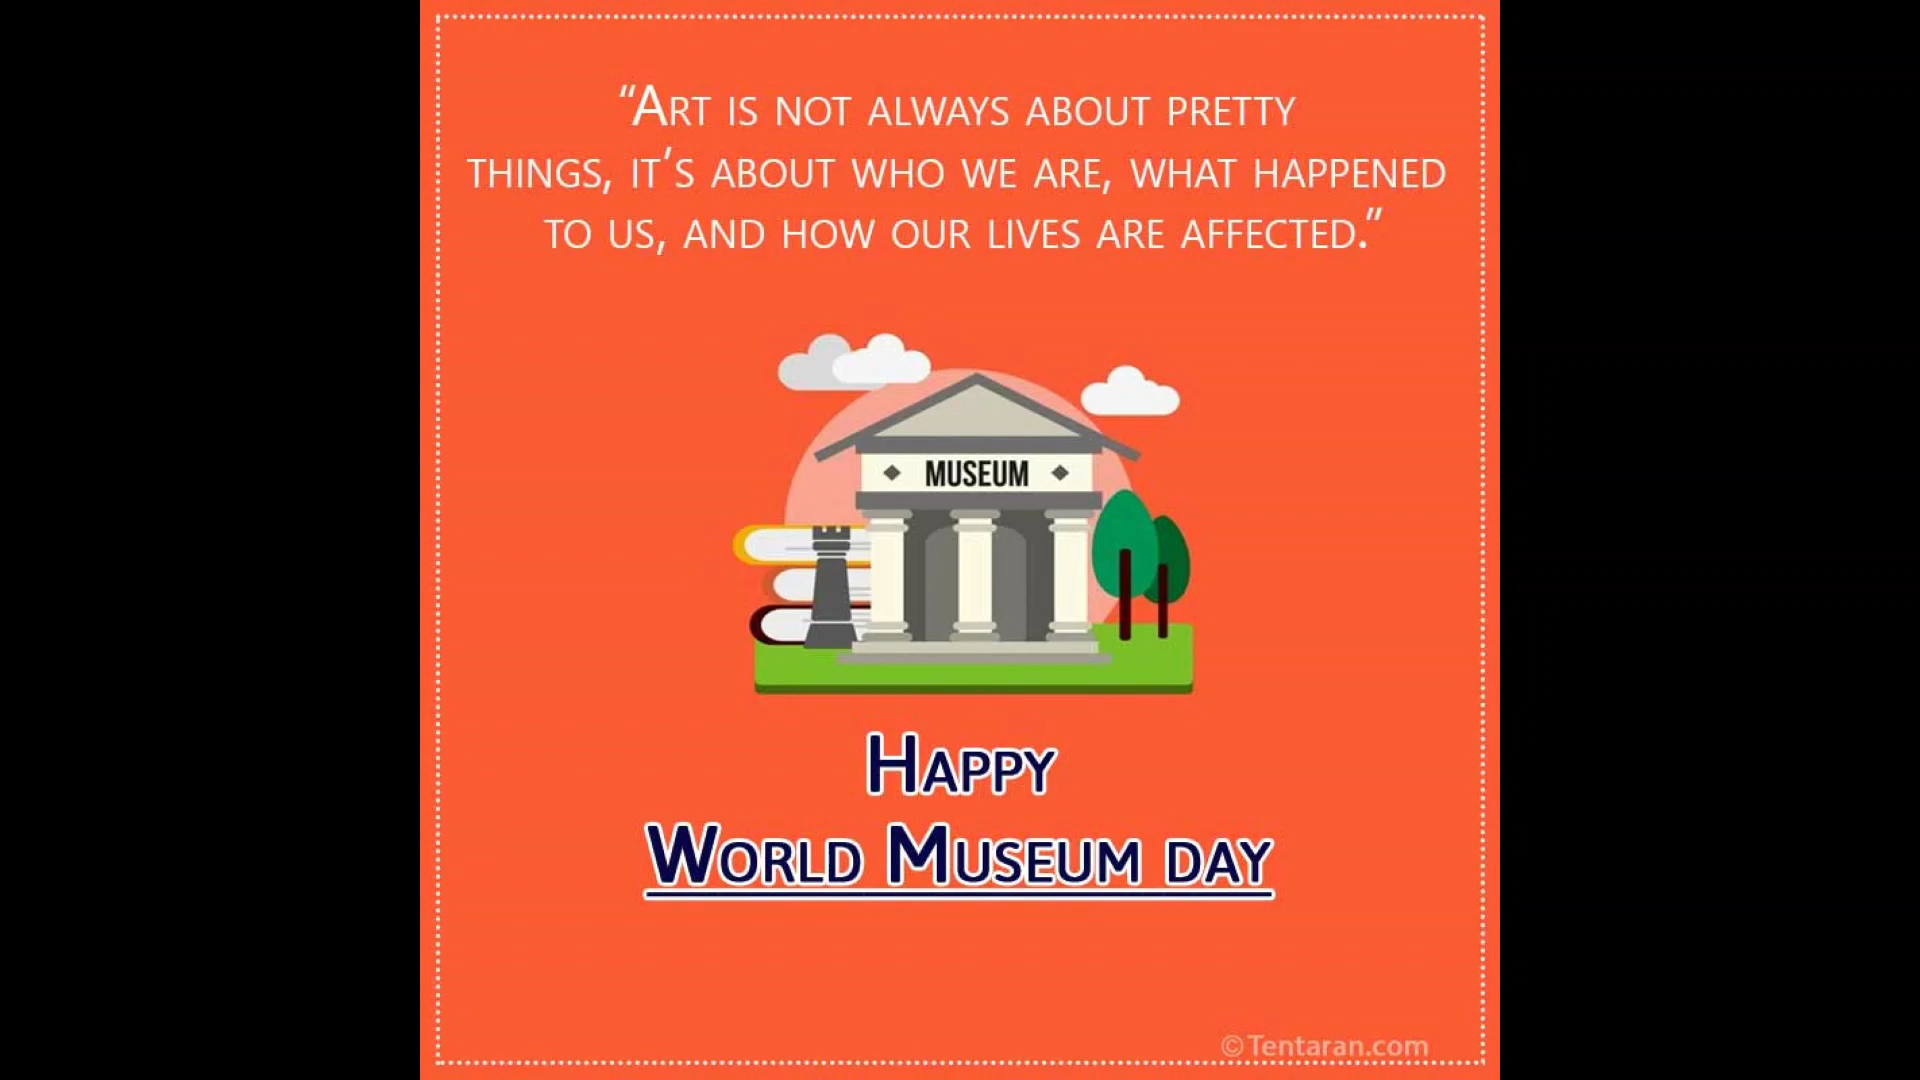 “Art is not always about pretty
things, it’s about who we are, what happened
to us, and how our lives are affected.”
MUSEUM
Happy
World Museum day
©Tentaran.com